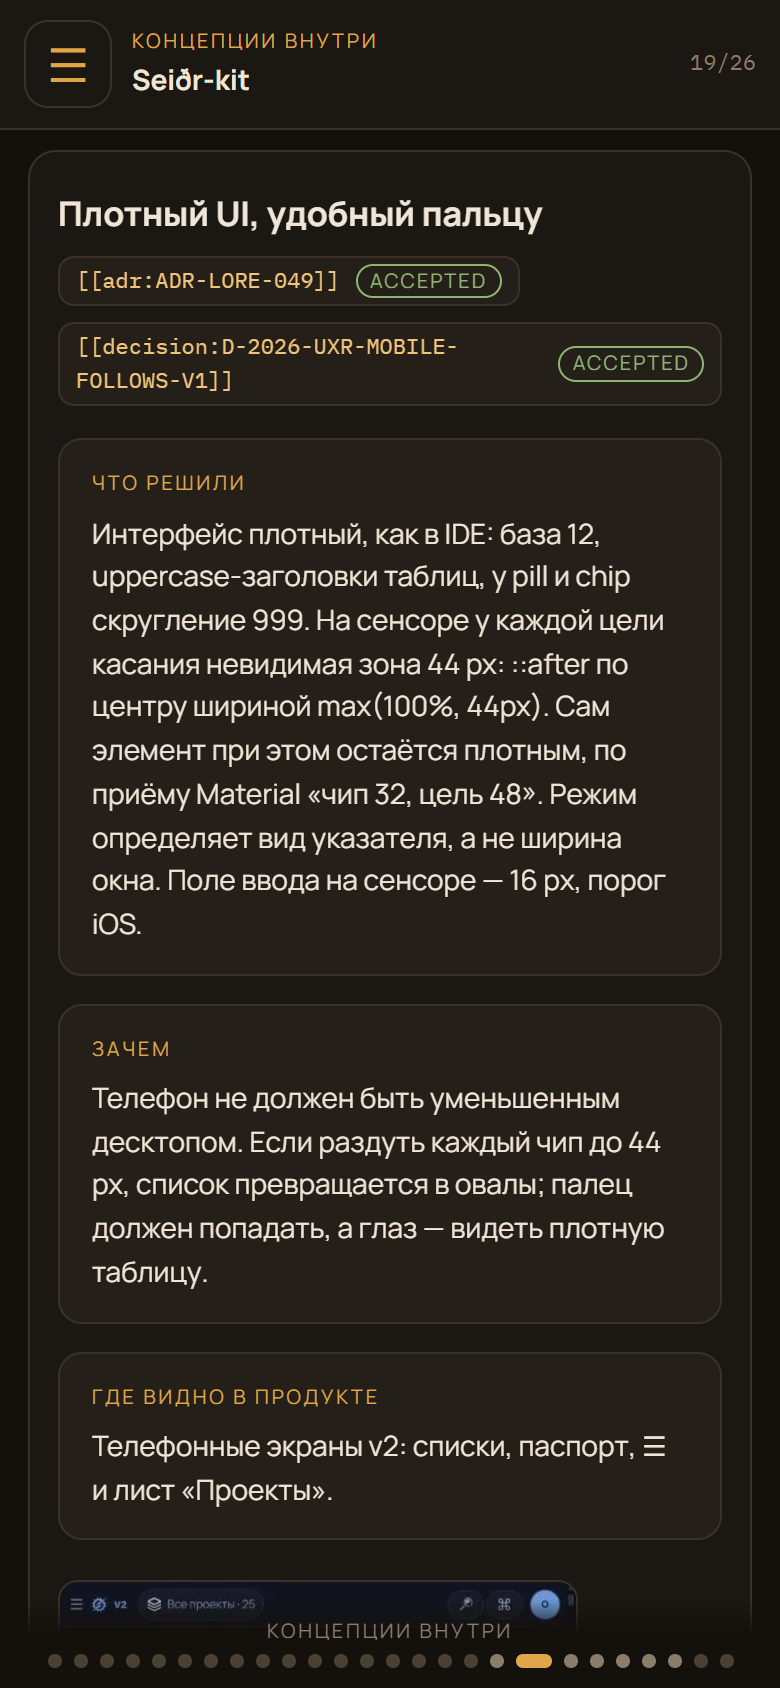 КОНЦЕПЦИИ ВНУТРИ
Seiðr-kit
19/26
Плотный UI, удобный пальцу
[[adr:ADR-LORE-049]] ACCEPTED
[[decision:D-2026-UXR-MOBILE-
FOLLOWS-V1]] ACCEPTED
ЧТО РЕШИЛИ
Интерфейс плотный, как в IDE: база 12,
uppercase-заголовки таблиц, у pill и chip
скругление 999. На сенсоре у каждой цели
касания невидимая зона 44 px: ::after по
центру шириной max(100%, 44px). Сам
элемент при этом остаётся плотным, по
приёму Material «чип 32, цель 48». Режим
определяет вид указателя, а не ширина
окна. Поле ввода на сенсоре — 16 px, порог
iOS.
ЗАЧЕМ
Телефон не должен быть уменьшенным
десктопом. Если раздуть каждый чип до 44
px, список превращается в овалы; палец
должен попадать, а глаз — видеть плотную
таблицу.
ГДЕ ВИДНО В ПРОДУКТЕ
Телефонные экраны v2: списки, паспорт, ☰
и лист «Проекты».
V2 Все проекты · 25 ⌘ O
КОНЦЕПЦИИ ВНУТРИ